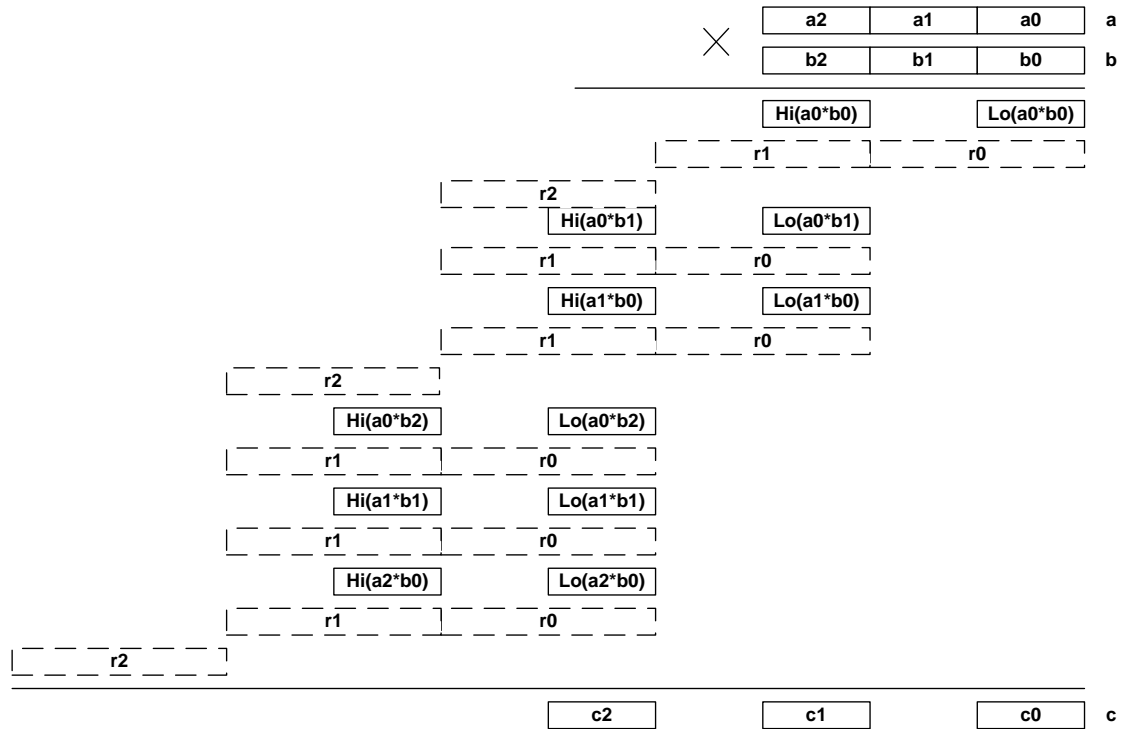 a2 a1 a0 a
b2 b1 b0 b
Hi(a0*b0) Lo(a0*b0)
r1 r0
r2
Hi(a0*b1) Lo(a0*b1)
r1 r0
Hi(a1*b0) Lo(a1*b0)
r1 r0
r2
Hi(a0*b2) Lo(a0*b2)
r1 r0
Hi(a1*b1) Lo(a1*b1)
r1 r0
Hi(a2*b0) Lo(a2*b0)
r1 r0
r2
c2 c1 c0 c